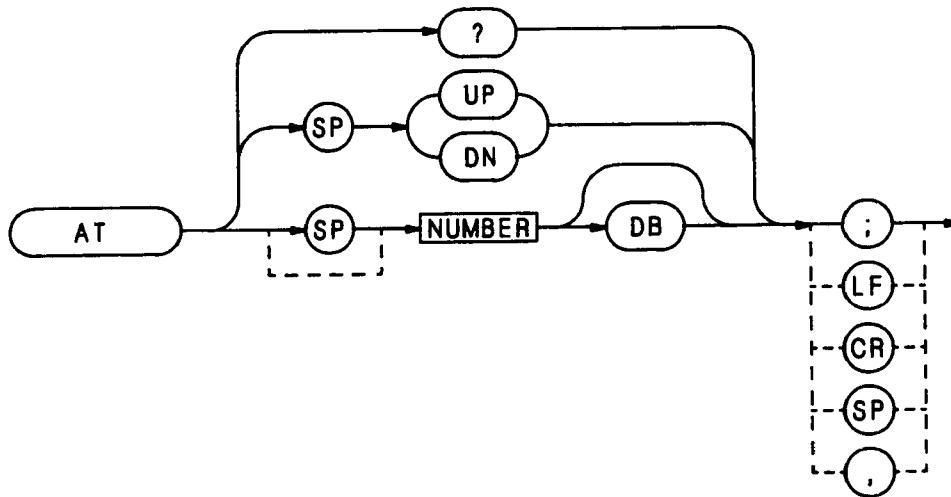 ?
SP
UP
DN
AT
SP
NUMBER
DB
;
LF
CR
SP
,